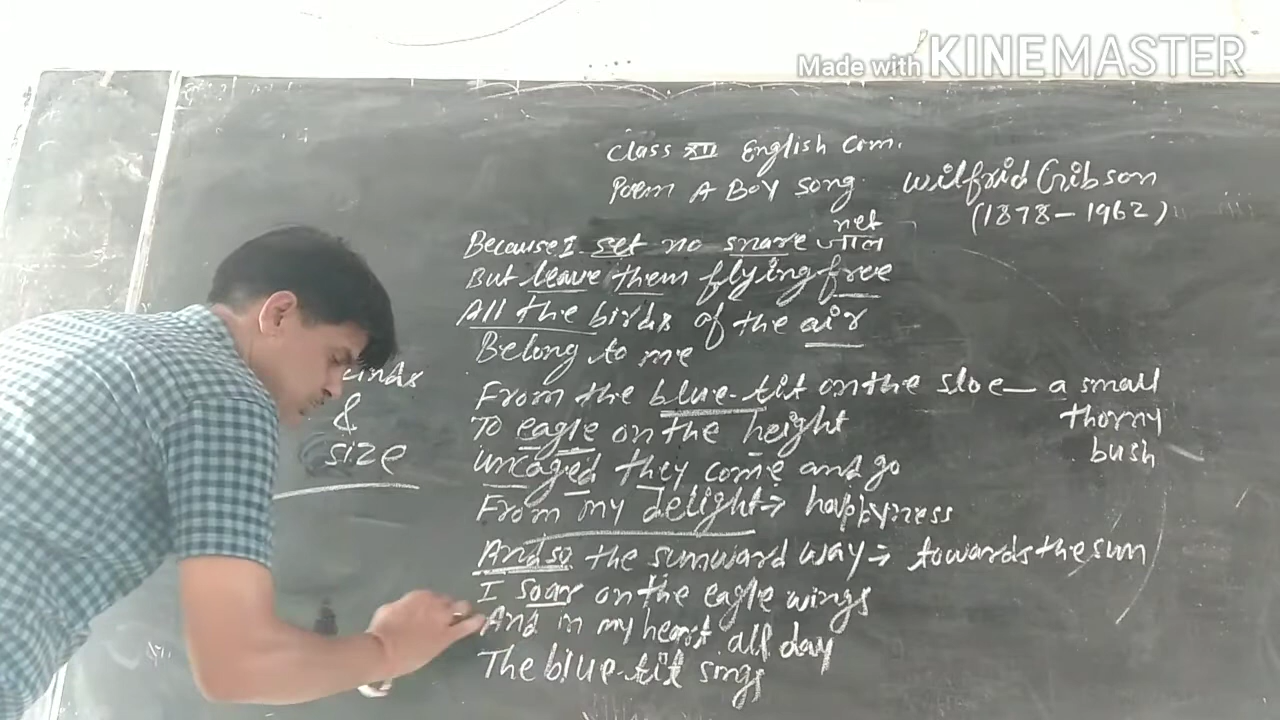 Made with KINEMASTER
Class XII English Com.
Poem A Boy song Wilfrid Gibson
(1878-1962)
net
Because I set no snare जाल
But leave them flying free
All the birds of the air
Belong to me
From the blue-tit on the sloe — a small
thorny
bush
To eagle on the height
uncaged they come and go
From my delight → happyness
And so the sunward way → towards the sun
I soar on the eagle wings
And in my heart all day
The blue-tit sings
&
size